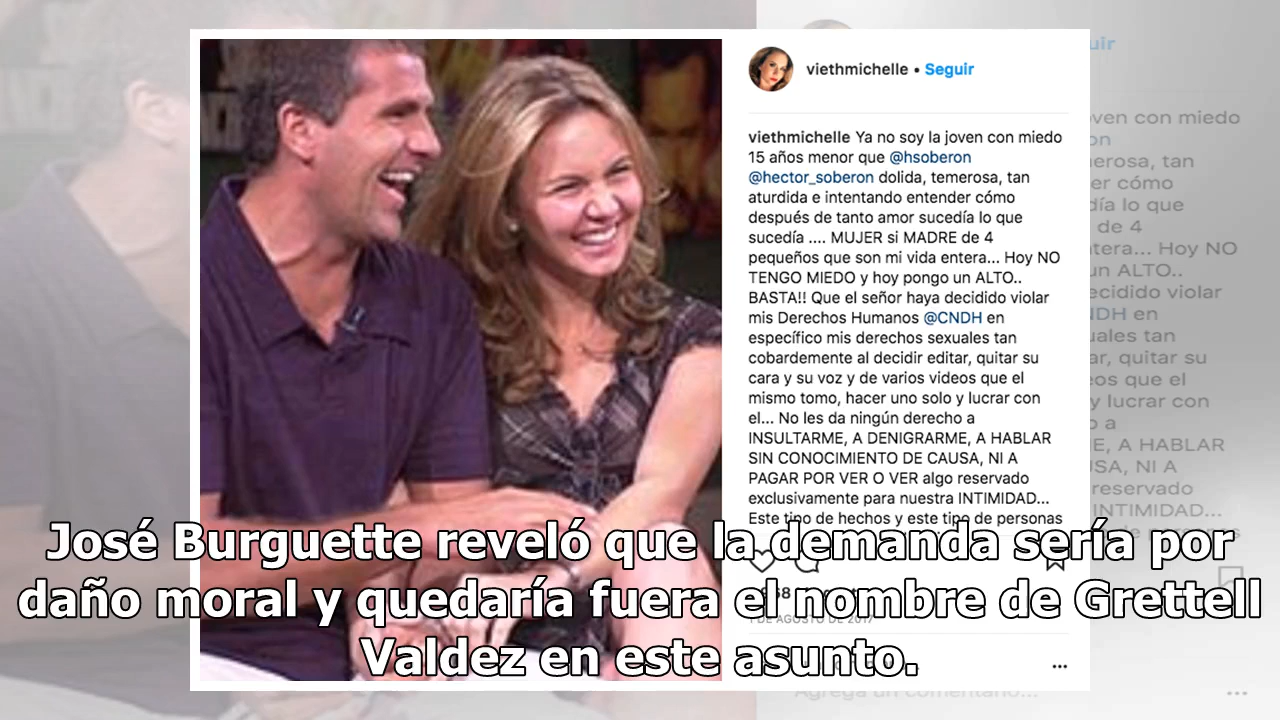 viethmichelle • Seguir
viethmichelle Ya no soy la joven con miedo
15 años menor que @hsoberon
@hector_soberon dolida, temerosa, tan
aturdida e intentando entender cómo
después de tanto amor sucedía lo que
sucedía .... MUJER si MADRE de 4
pequeños que son mi vida entera... Hoy NO
TENGO MIEDO y hoy pongo un ALTO..
BASTA!! Que el señor haya decidido violar
mis Derechos Humanos @CNDH en
específico mis derechos sexuales tan
cobardemente al decidir editar, quitar su
cara y su voz y de varios videos que el
mismo tomo, hacer uno solo y lucrar con
el... No les da ningún derecho a
INSULTARME, A DENIGRARME, A HABLAR
SIN CONOCIMIENTO DE CAUSA, NI A
PAGAR POR VER O VER algo reservado
exclusivamente para nuestra INTIMIDAD...
Este tipo de hechos y este tipo de personas
José Burguette reveló que la demanda sería por
daño moral y quedaría fuera el nombre de Grettell
Valdez en este asunto.
DE AGOSTO DE 2017
Agrega un comentario...